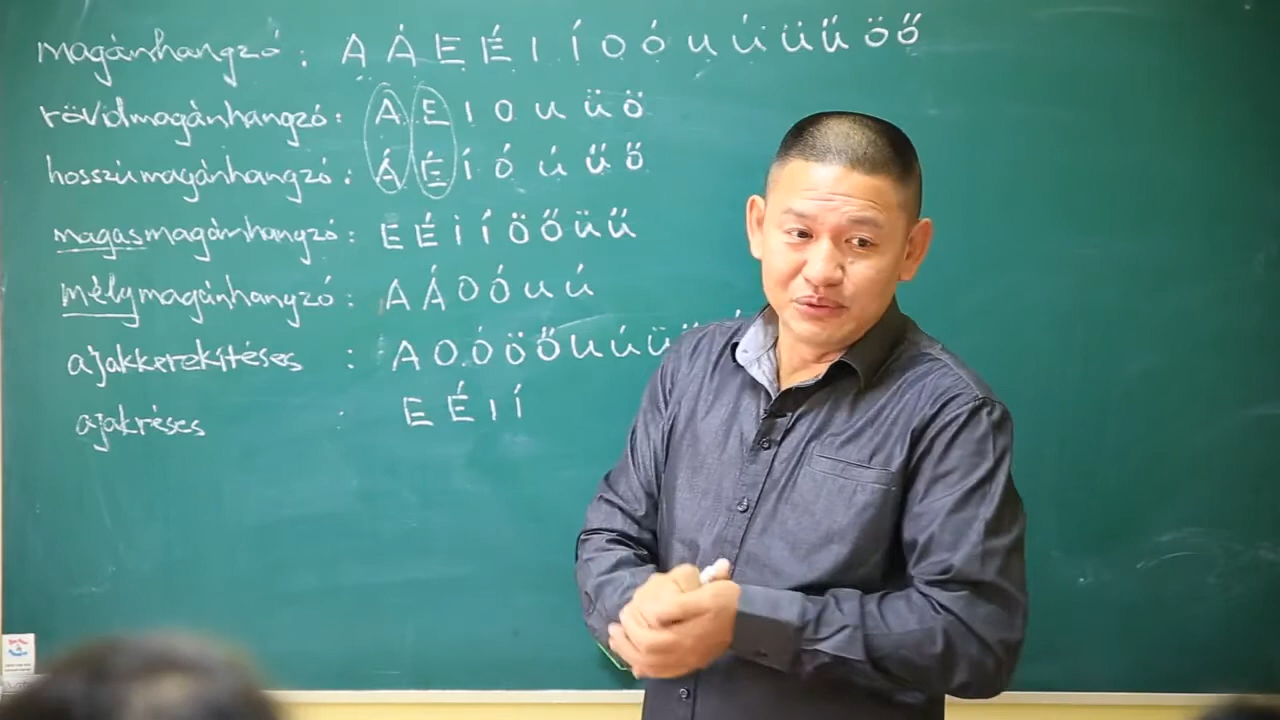 magánhangzó : A Á E É I Í O Ó u ú ü ű ö ő
rövidmagánhangzó : A E I O u ü ö
hosszúmagánhangzó : Á É Í Ó ú ű ő
magasmagánhangzó : E É i í ö ő ü ű
mélymagánhangzó : A Á O Ó u ú
ajakkerekítéses : A O Ó ö ő u ú ü
ajakréses : E É I Í